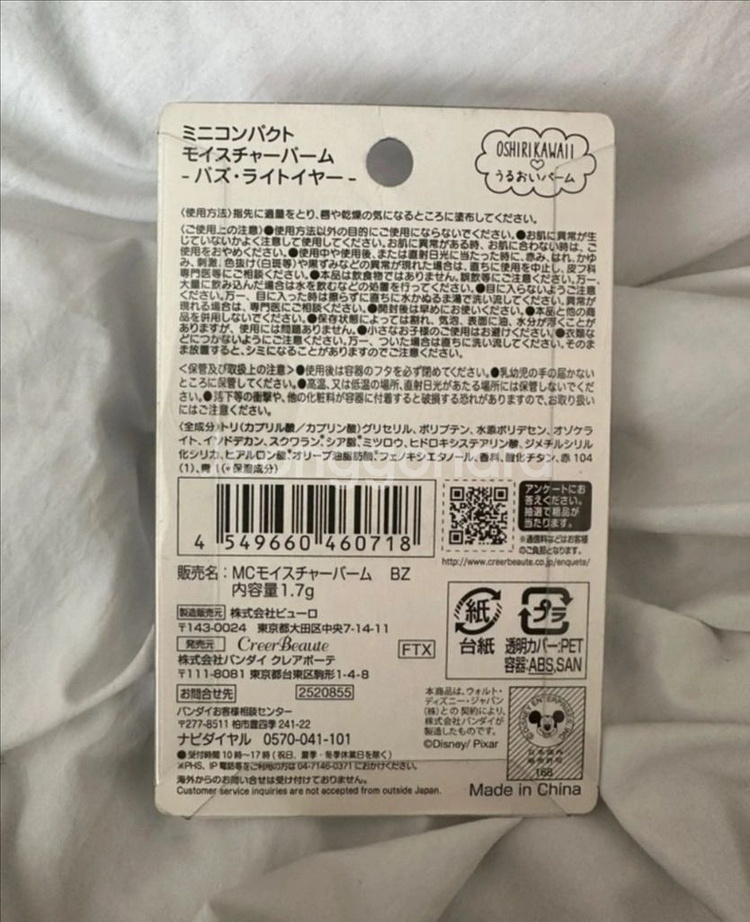 ミニコンパクト
モイスチャーバーム
- バズ・ライトイヤー -
OSHIRI KAWAII
うるおいバーム
〈使用方法〉指先に適量をとり、唇や乾燥の気になるところに塗布してください。
〈ご使用上の注意〉●使用方法以外の目的にご使用にならないでください。●お肌に異常が生
じていないかよく注意して使用してください。お肌に異常がある時、お肌に合わない時は、ご
使用をおやめください。●使用中や使用後、または直射日光に当たった時に、赤み、はれ、かゆ
み、刺激、色抜け(白斑等)や黒ずみなどの異常が現れた場合は、直ちに使用を中止し、皮フ科
専門医等にご相談ください。●本品は飲食物ではありません。誤飲等にご注意ください。万一、
大量に飲み込んだ場合は水を飲むなどの処置を行ってください。●目に入らないようご注意
ください。万一、目に入った時は擦らずに直ちに水かぬるま湯で洗い流してください。異常が
現れる場合は、専門医にご相談ください。●開封後は早めにお使いください。●本品と他の商
品を併用しないでください。●保存状態によっては割れ、気泡、表面に油、水分が浮くことが
ありますが、使用には問題ありません。●小さなお子様のご使用はお避けください。●衣類な
どにつかないようにご注意ください。万一、ついた場合は直ちに洗い流してください。そのま
ま放置すると、シミになることがありますのでご注意ください。
〈保管及び取扱上の注意〉●使用後は容器のフタを必ず閉めてください。●乳幼児の手の届かない
ところに保管してください。●高温、又は低温の場所、直射日光があたる場所には保管しないでくだ
さい。●落下等の衝撃や、他の化粧料が容器に付着すると破損する恐れがありますので、お取り扱い
にはご注意ください。
〈全成分〉トリ(カプリル酸/カプリン酸)グリセリル、ポリブテン、水添ポリデセン、オゾケラ
イト、イソドデカン、スクワラン*、シア脂*、ミツロウ、ヒドロキシステアリン酸、ジメチルシリル
化シリカ、ヒアルロン酸*、オリーブ油脂肪酸*、フェノキシエタノール、香料、酸化チタン、赤104
(1)、青1(*保湿成分)
4 549660 460718
アンケートにお
答えください。
抽選で粗品が
当たります。
※通信料などはお客様
のご負担となります。
http://www.creerbeaute.co.jp/enquete/
販売名：MCモイスチャーバーム BZ
内容量1.7g
製造販売元 株式会社ピューロ
〒143-0024 東京都大田区中央7-14-11
発売元 CreerBeaute
株式会社バンダイ クレアボーテ
〒111-8081 東京都台東区駒形1-4-8
FTX
紙
台紙
プラ
透明カバー:PET
容器:ABS,SAN
お問合せ先 2520855
バンダイお客様相談センター
〒277-8511 柏市豊四季241-22
ナビダイヤル 0570-041-101
●受付時間10時～17時(祝日、夏季・冬季休業日を除く)
※PHS、IP電話等をご利用の方は04-7146-0371におかけください。
海外からのお問い合せは受け付けておりません。
Customer service inquiries are not accepted from outside Japan.
本商品は、ウォルト・
ディズニー・ジャパン
(株)との契約により、
株式会社バンダイが
製造したものです。
©Disney/ Pixar
168
Made in China